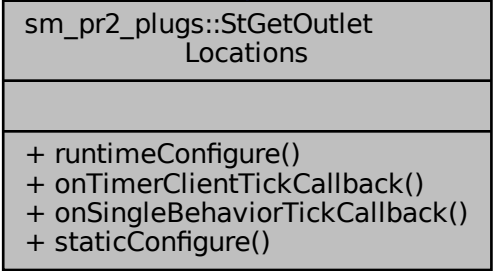 sm_pr2_plugs::StGetOutlet
Locations
+ runtimeConfigure()
+ onTimerClientTickCallback()
+ onSingleBehaviorTickCallback()
+ staticConfigure()